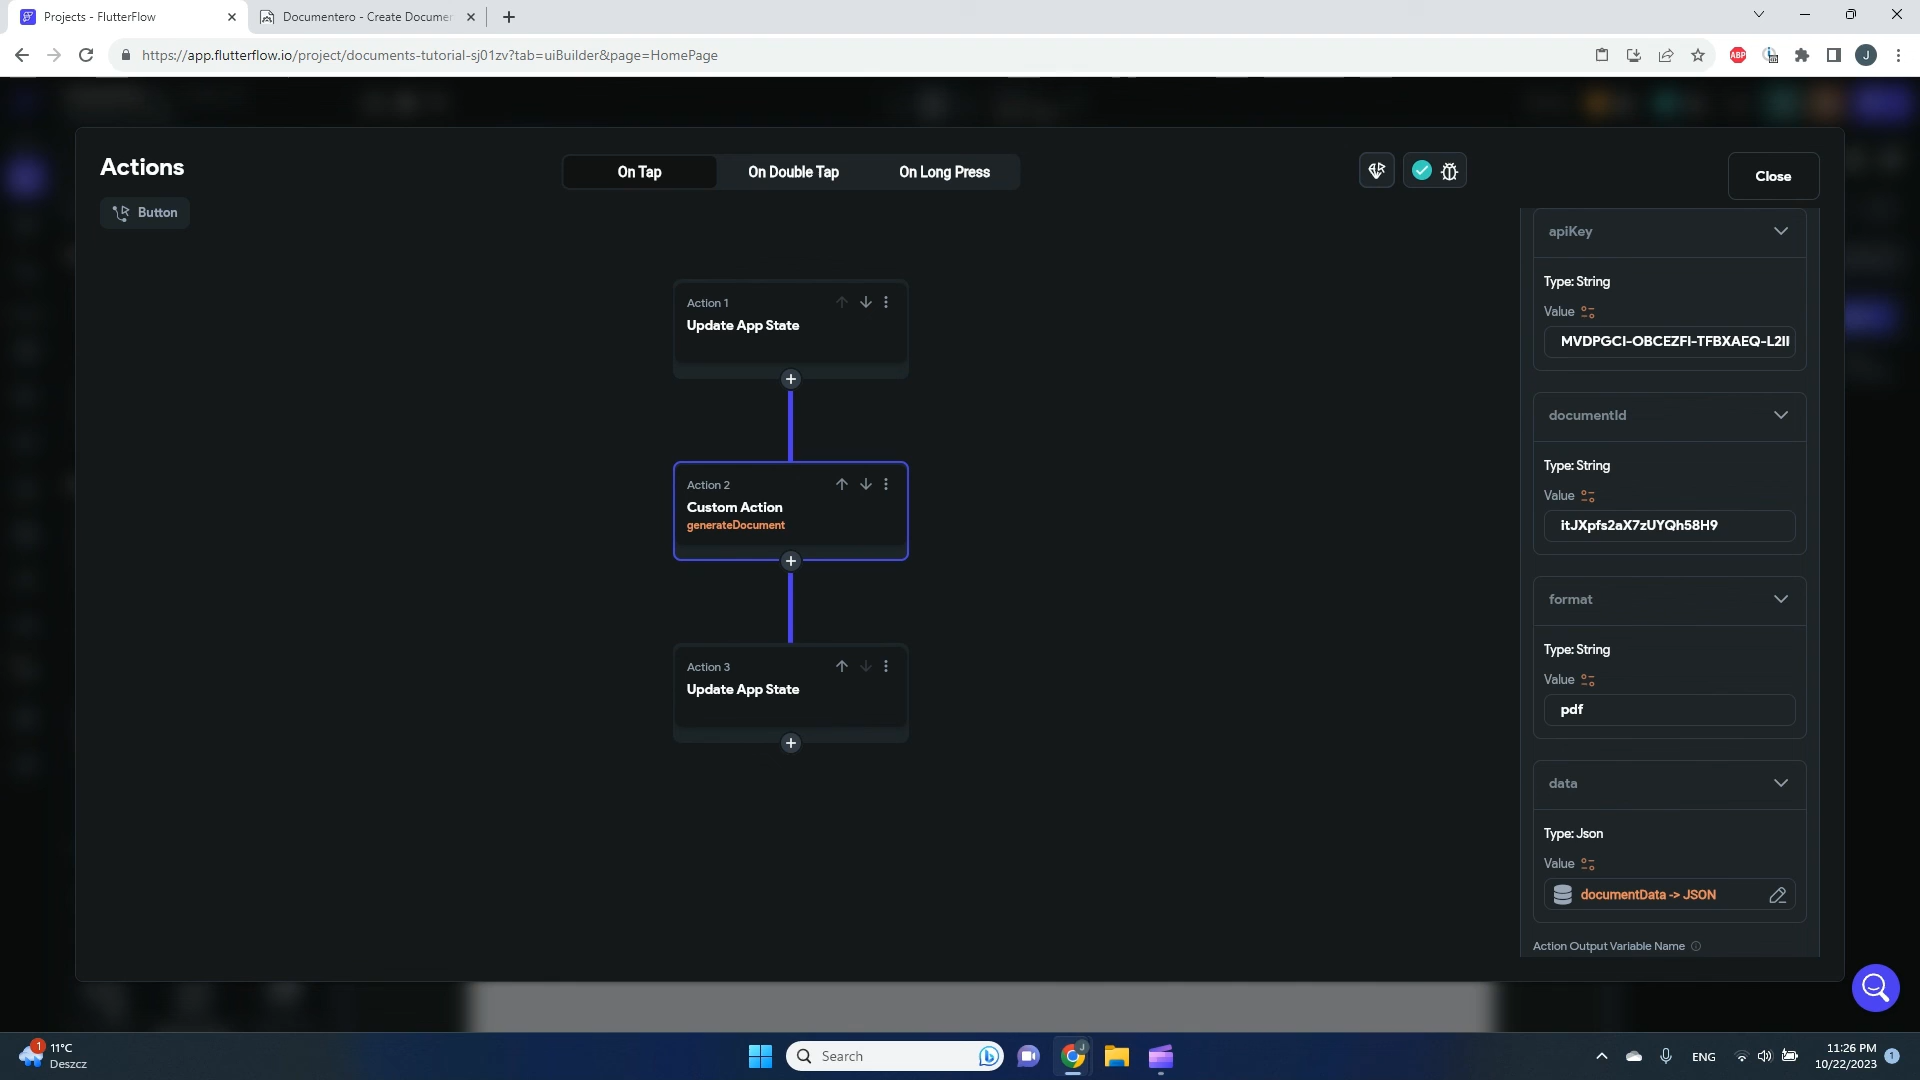 Projects - FlutterFlow
Documentero - Create Documen
https://app.flutterflow.io/project/documents-tutorial-sj01zv?tab=uiBuilder&page=HomePage
ABP
J
Actions
On Tap
On Double Tap
On Long Press
Close
Button
Action 1
Update App State
Action 2
Custom Action
generateDocument
Action 3
Update App State
apiKey
Type: String
Value
MVDPGCI-OBCEZFI-TFBXAEQ-L2II
documentId
Type: String
Value
itJXpfs2aX7zUYQh58H9
format
Type: String
Value
pdf
data
Type: Json
Value
documentData -> JSON
Action Output Variable Name
1
11°C
Deszcz
Search
J
ENG
11:26 PM
10/22/2023
1